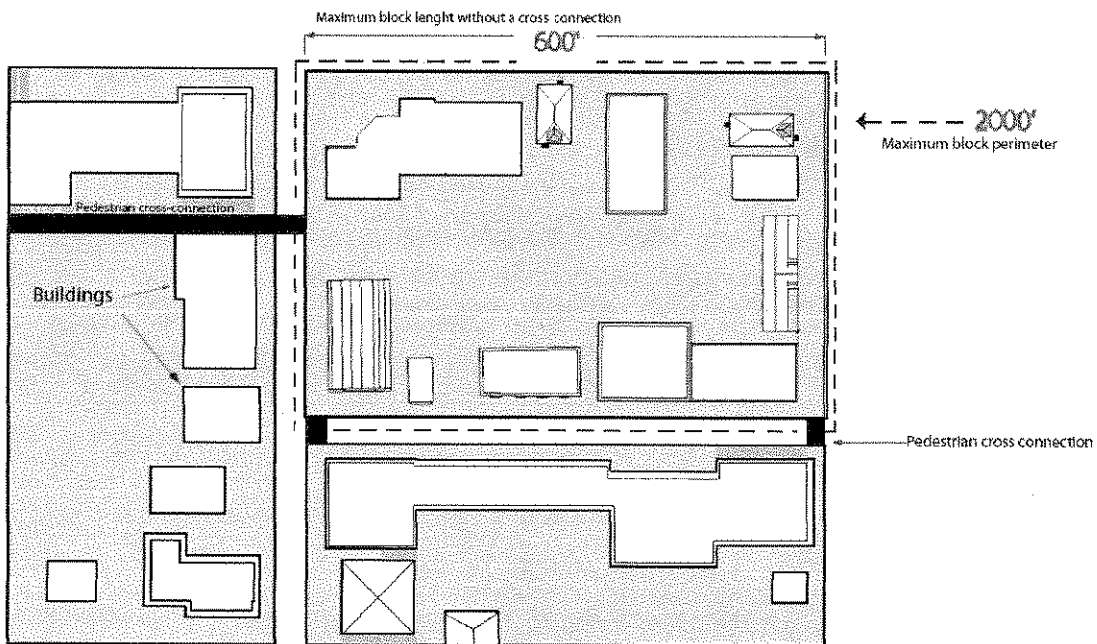 Maximum block lenght without a cross connection
600'
2000'
Maximum block perimeter
Pedestrian cross-connection
Buildings
Pedestrian cross connection